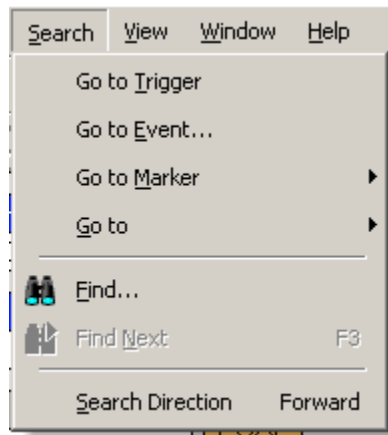 Search View Window Help
Go to Trigger
Go to Event...
Go to Marker
Go to
Find...
Find Next F3
Search Direction Forward